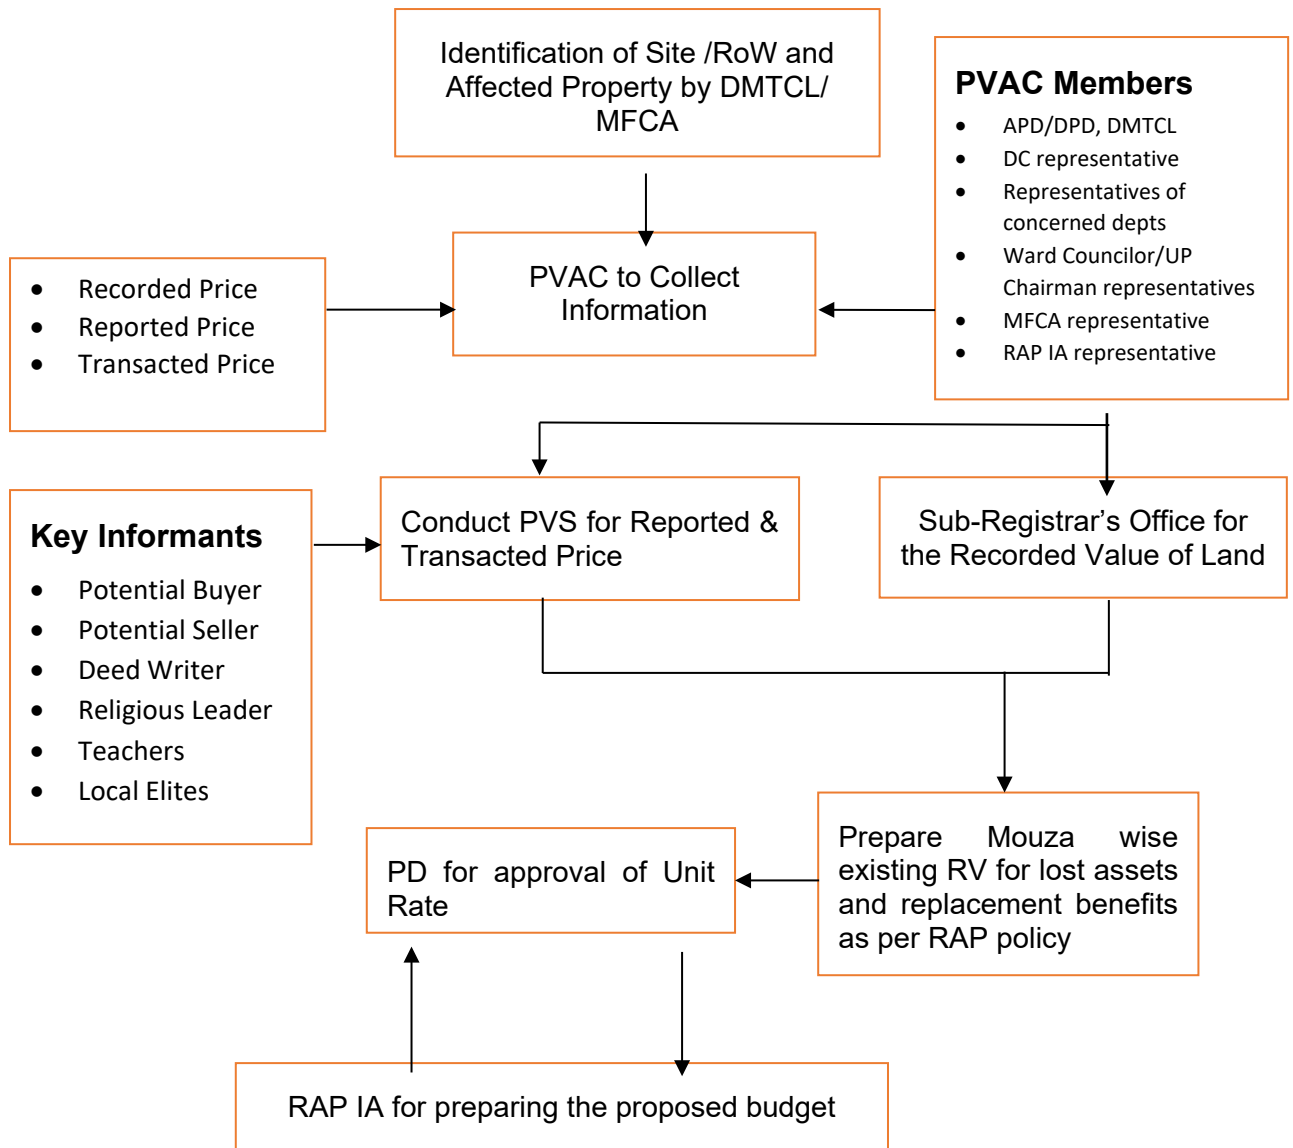 Identification of Site /RoW and
Affected Property by DMTCL/
MFCA
PVAC Members
• APD/DPD, DMTCL
• DC representative
• Representatives of
concerned depts
• Ward Councilor/UP
Chairman representatives
• MFCA representative
• RAP IA representative
• Recorded Price
• Reported Price
• Transacted Price
PVAC to Collect
Information
Key Informants
• Potential Buyer
• Potential Seller
• Deed Writer
• Religious Leader
• Teachers
• Local Elites
Conduct PVS for Reported &
Transacted Price
Sub-Registrar’s Office for
the Recorded Value of Land
PD for approval of Unit
Rate
Prepare Mouza wise
existing RV for lost assets
and replacement benefits
as per RAP policy
RAP IA for preparing the proposed budget